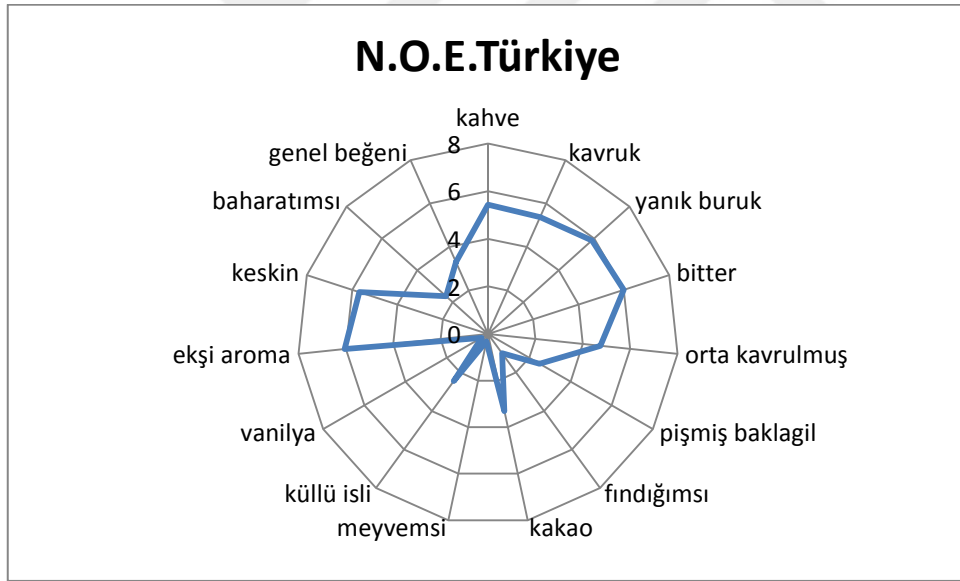 N.O.E.Türkiye
kahve
kavruk
yanık buruk
bitter
orta kavrulmuş
pişmiş baklagil
fındığımsı
kakao
meyvemsi
küllü isli
vanilya
ekşi aroma
keskin
baharatımsı
genel beğeni
8
6
4
2
0